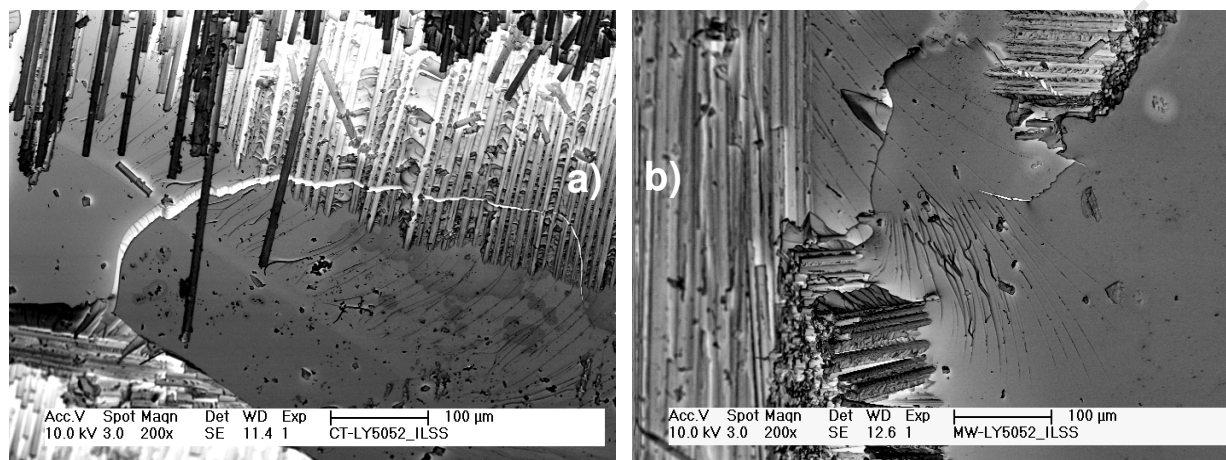 a)
Acc.V Spot Magn Det WD Exp 100 µm
10.0 kV 3.0 200x SE 11.4 1 CT-LY5052_ILSS
b)
Acc.V Spot Magn Det WD Exp 100 µm
10.0 kV 3.0 200x SE 12.6 1 MW-LY5052_ILSS